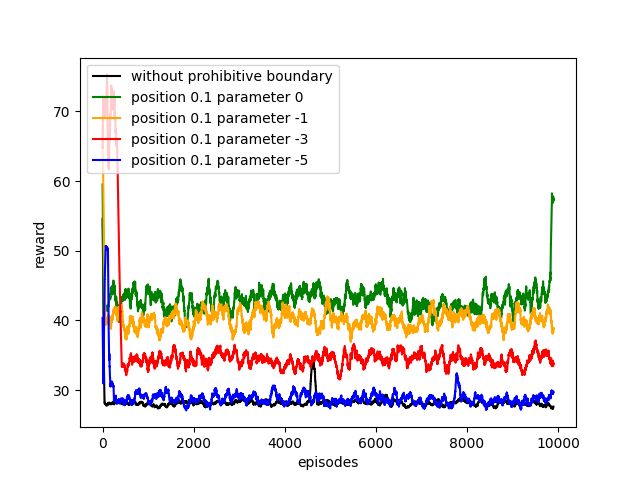 without prohibitive boundary
position 0.1 parameter 0
position 0.1 parameter -1
position 0.1 parameter -3
position 0.1 parameter -5
70
60
50
40
30
reward
0 2000 4000 6000 8000 10000
episodes